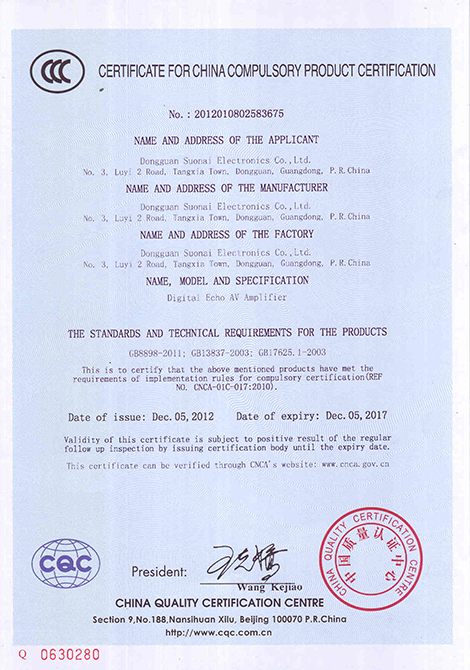 CCC
CERTIFICATE FOR CHINA COMPULSORY PRODUCT CERTIFICATION
No.: 2012010802583675
NAME AND ADDRESS OF THE APPLICANT
Dongguan Suonai Electronics Co.,Ltd.
No. 3, Luyi 2 Road, Tangxia Town, Dongguan, Guangdong, P.R.China
NAME AND ADDRESS OF THE MANUFACTURER
Dongguan Suonai Electronics Co.,Ltd.
No. 3, Luyi 2 Road, Tangxia Town, Dongguan, Guangdong, P.R.China
NAME AND ADDRESS OF THE FACTORY
Dongguan Suonai Electronics Co.,Ltd.
No. 3, Luyi 2 Road, Tangxia Town, Dongguan, Guangdong, P.R.China
NAME, MODEL AND SPECIFICATION
Digital Echo AV Amplifier
THE STANDARDS AND TECHNICAL REQUIREMENTS FOR THE PRODUCTS
GB8898-2011; GB13837-2003; GB17625.1-2003
This is to certify that the above mentioned products have met the
requirements of implementation rules for compulsory certification(REF
NO. CNCA-01C-017:2010).
Date of issue: Dec.05,2012 Date of expiry: Dec.05,2017
Validity of this certificate is subject to positive result of the regular
follow up inspection by issuing certification body until the expiry date.
This certificate can be verified through CNCA's website: www.cnca.gov.cn
CQC
President:
Wang Kejiao
CHINA QUALITY CERTIFICATION CENTRE
中国质量认证中心
CHINA QUALITY CERTIFICATION CENTRE
Section 9,No.188,Nansihuan Xilu, Beijing 100070 P.R.China
http://www.cqc.com.cn
Q 0630280